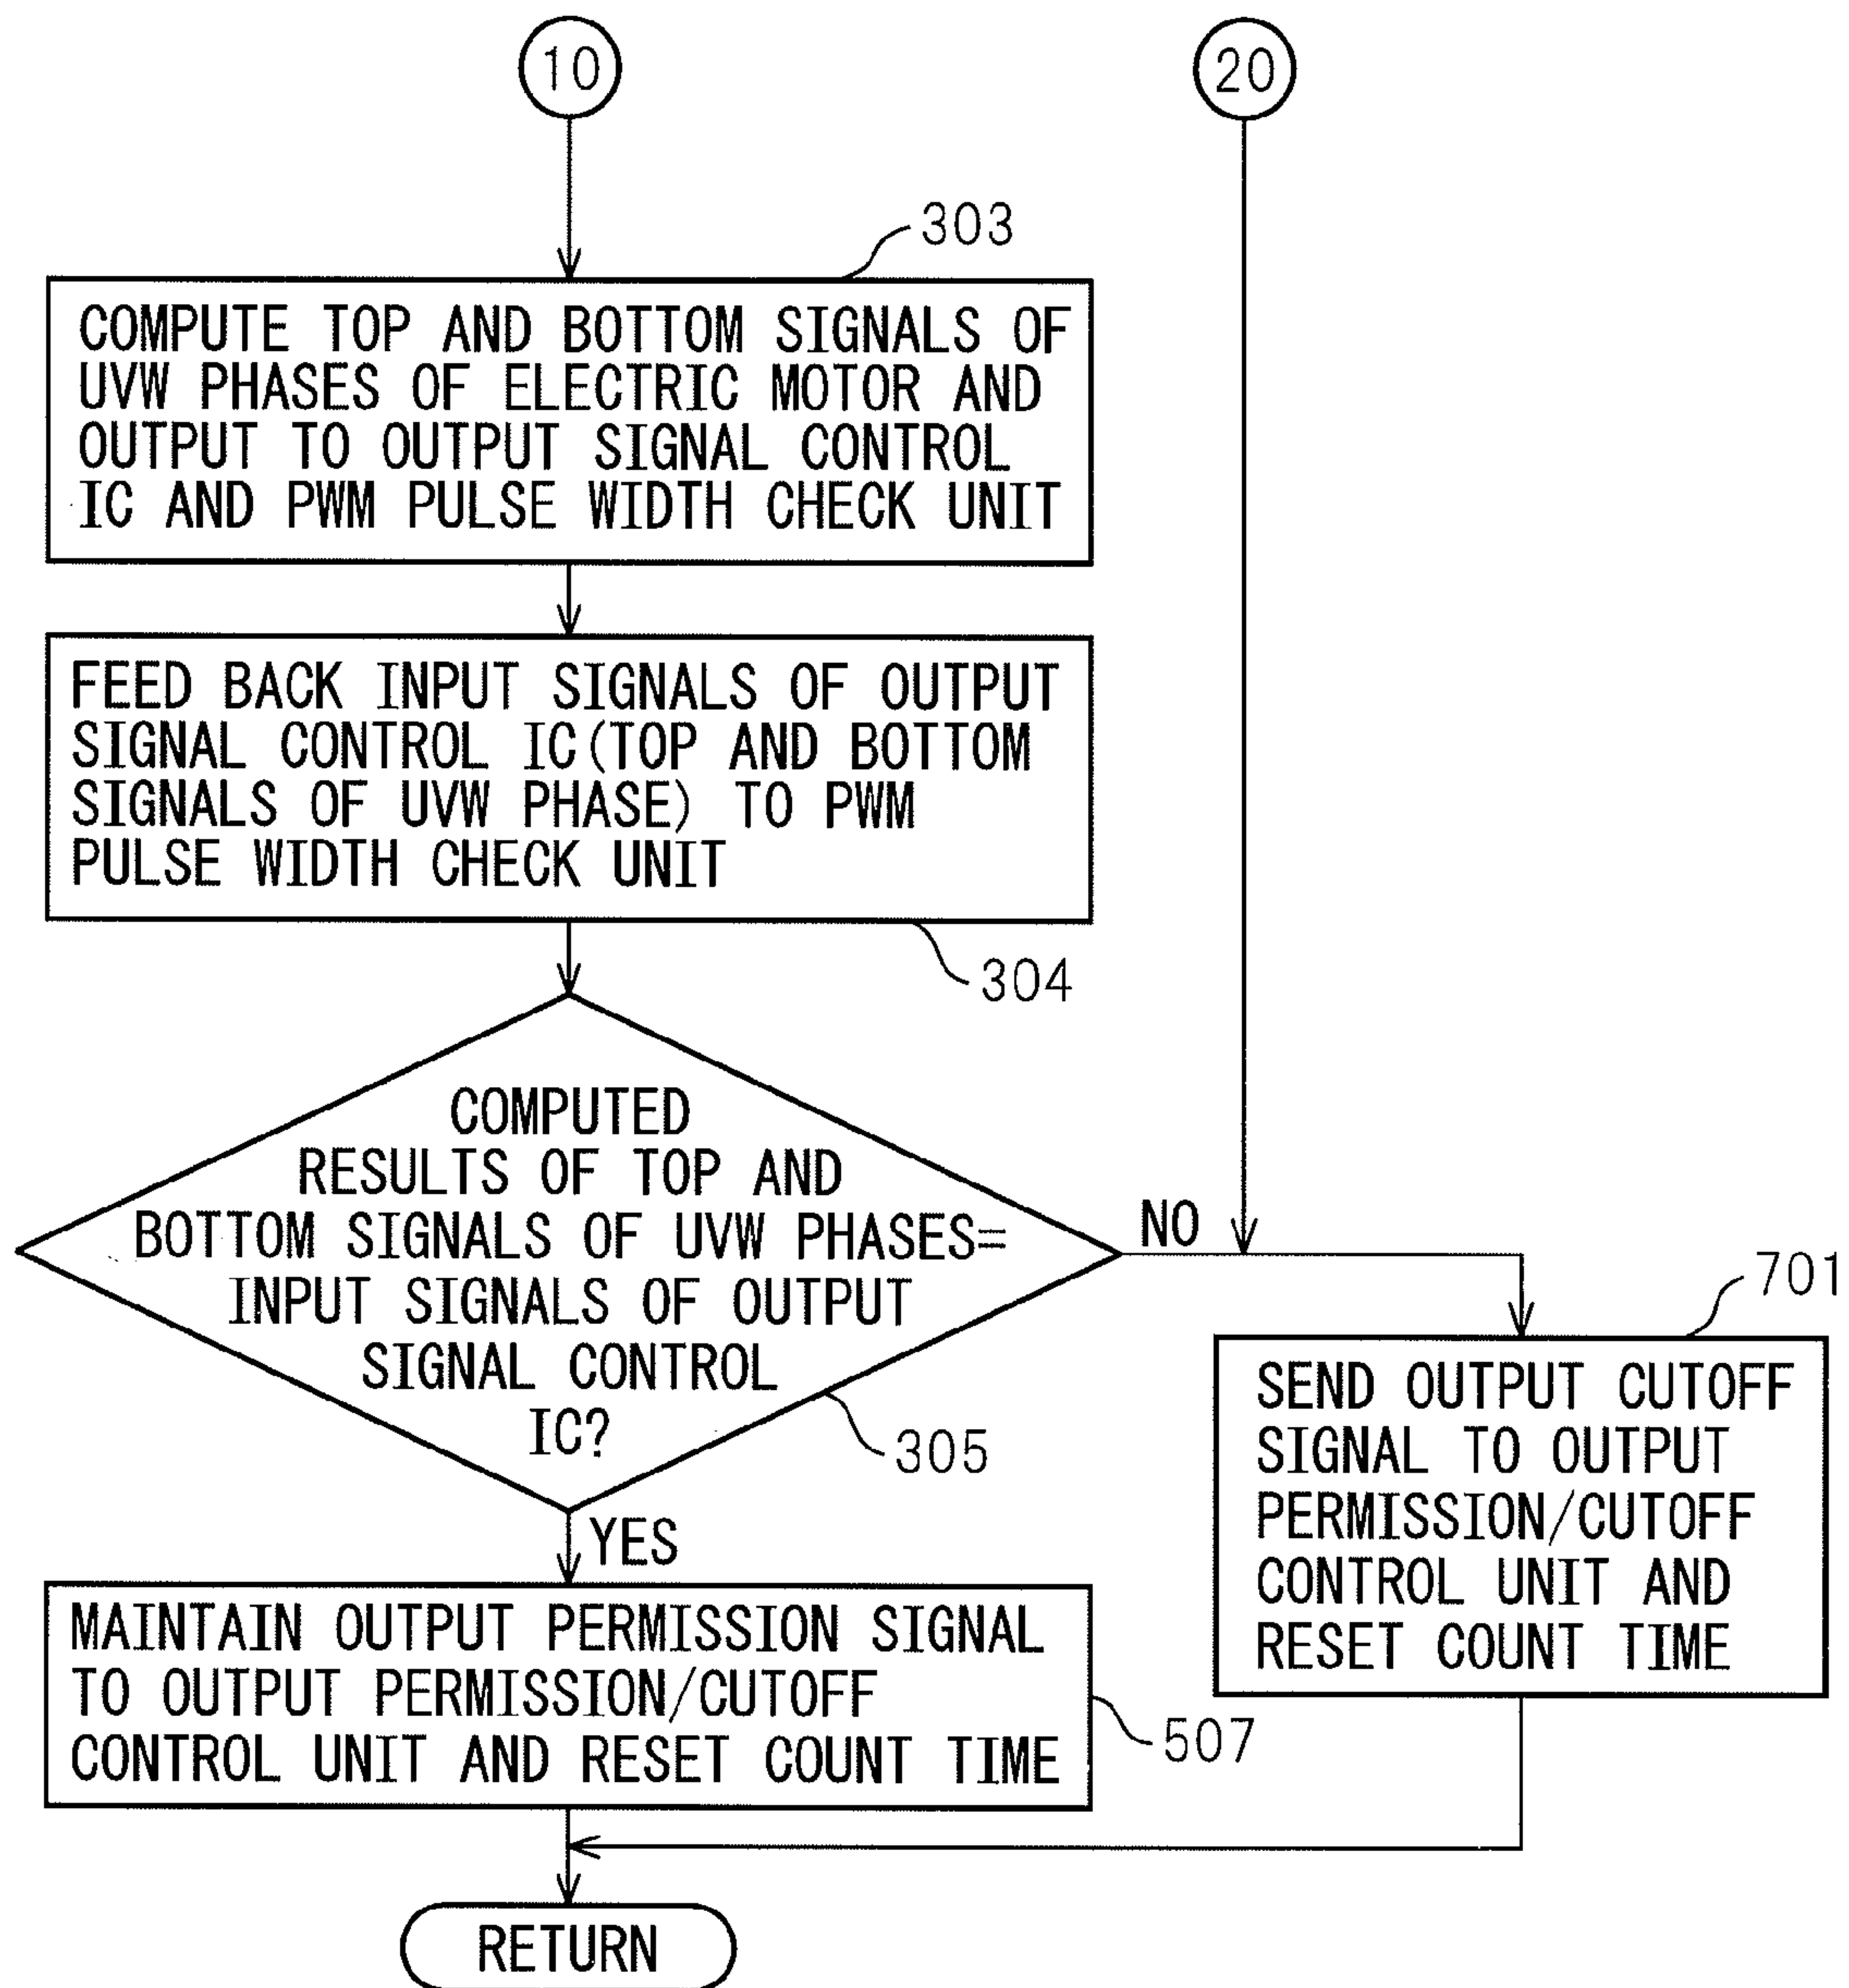 10
20
303
COMPUTE TOP AND BOTTOM SIGNALS OF
UVW PHASES OF ELECTRIC MOTOR AND
OUTPUT TO OUTPUT SIGNAL CONTROL
IC AND PWM PULSE WIDTH CHECK UNIT
FEED BACK INPUT SIGNALS OF OUTPUT
SIGNAL CONTROL IC(TOP AND BOTTOM
SIGNALS OF UVW PHASE) TO PWM
PULSE WIDTH CHECK UNIT
304
COMPUTED
RESULTS OF TOP AND
BOTTOM SIGNALS OF UVW PHASES=
INPUT SIGNALS OF OUTPUT
SIGNAL CONTROL
IC?
305
NO
701
SEND OUTPUT CUTOFF
SIGNAL TO OUTPUT
PERMISSION/CUTOFF
CONTROL UNIT AND
RESET COUNT TIME
YES
MAINTAIN OUTPUT PERMISSION SIGNAL
TO OUTPUT PERMISSION/CUTOFF
CONTROL UNIT AND RESET COUNT TIME
507
RETURN